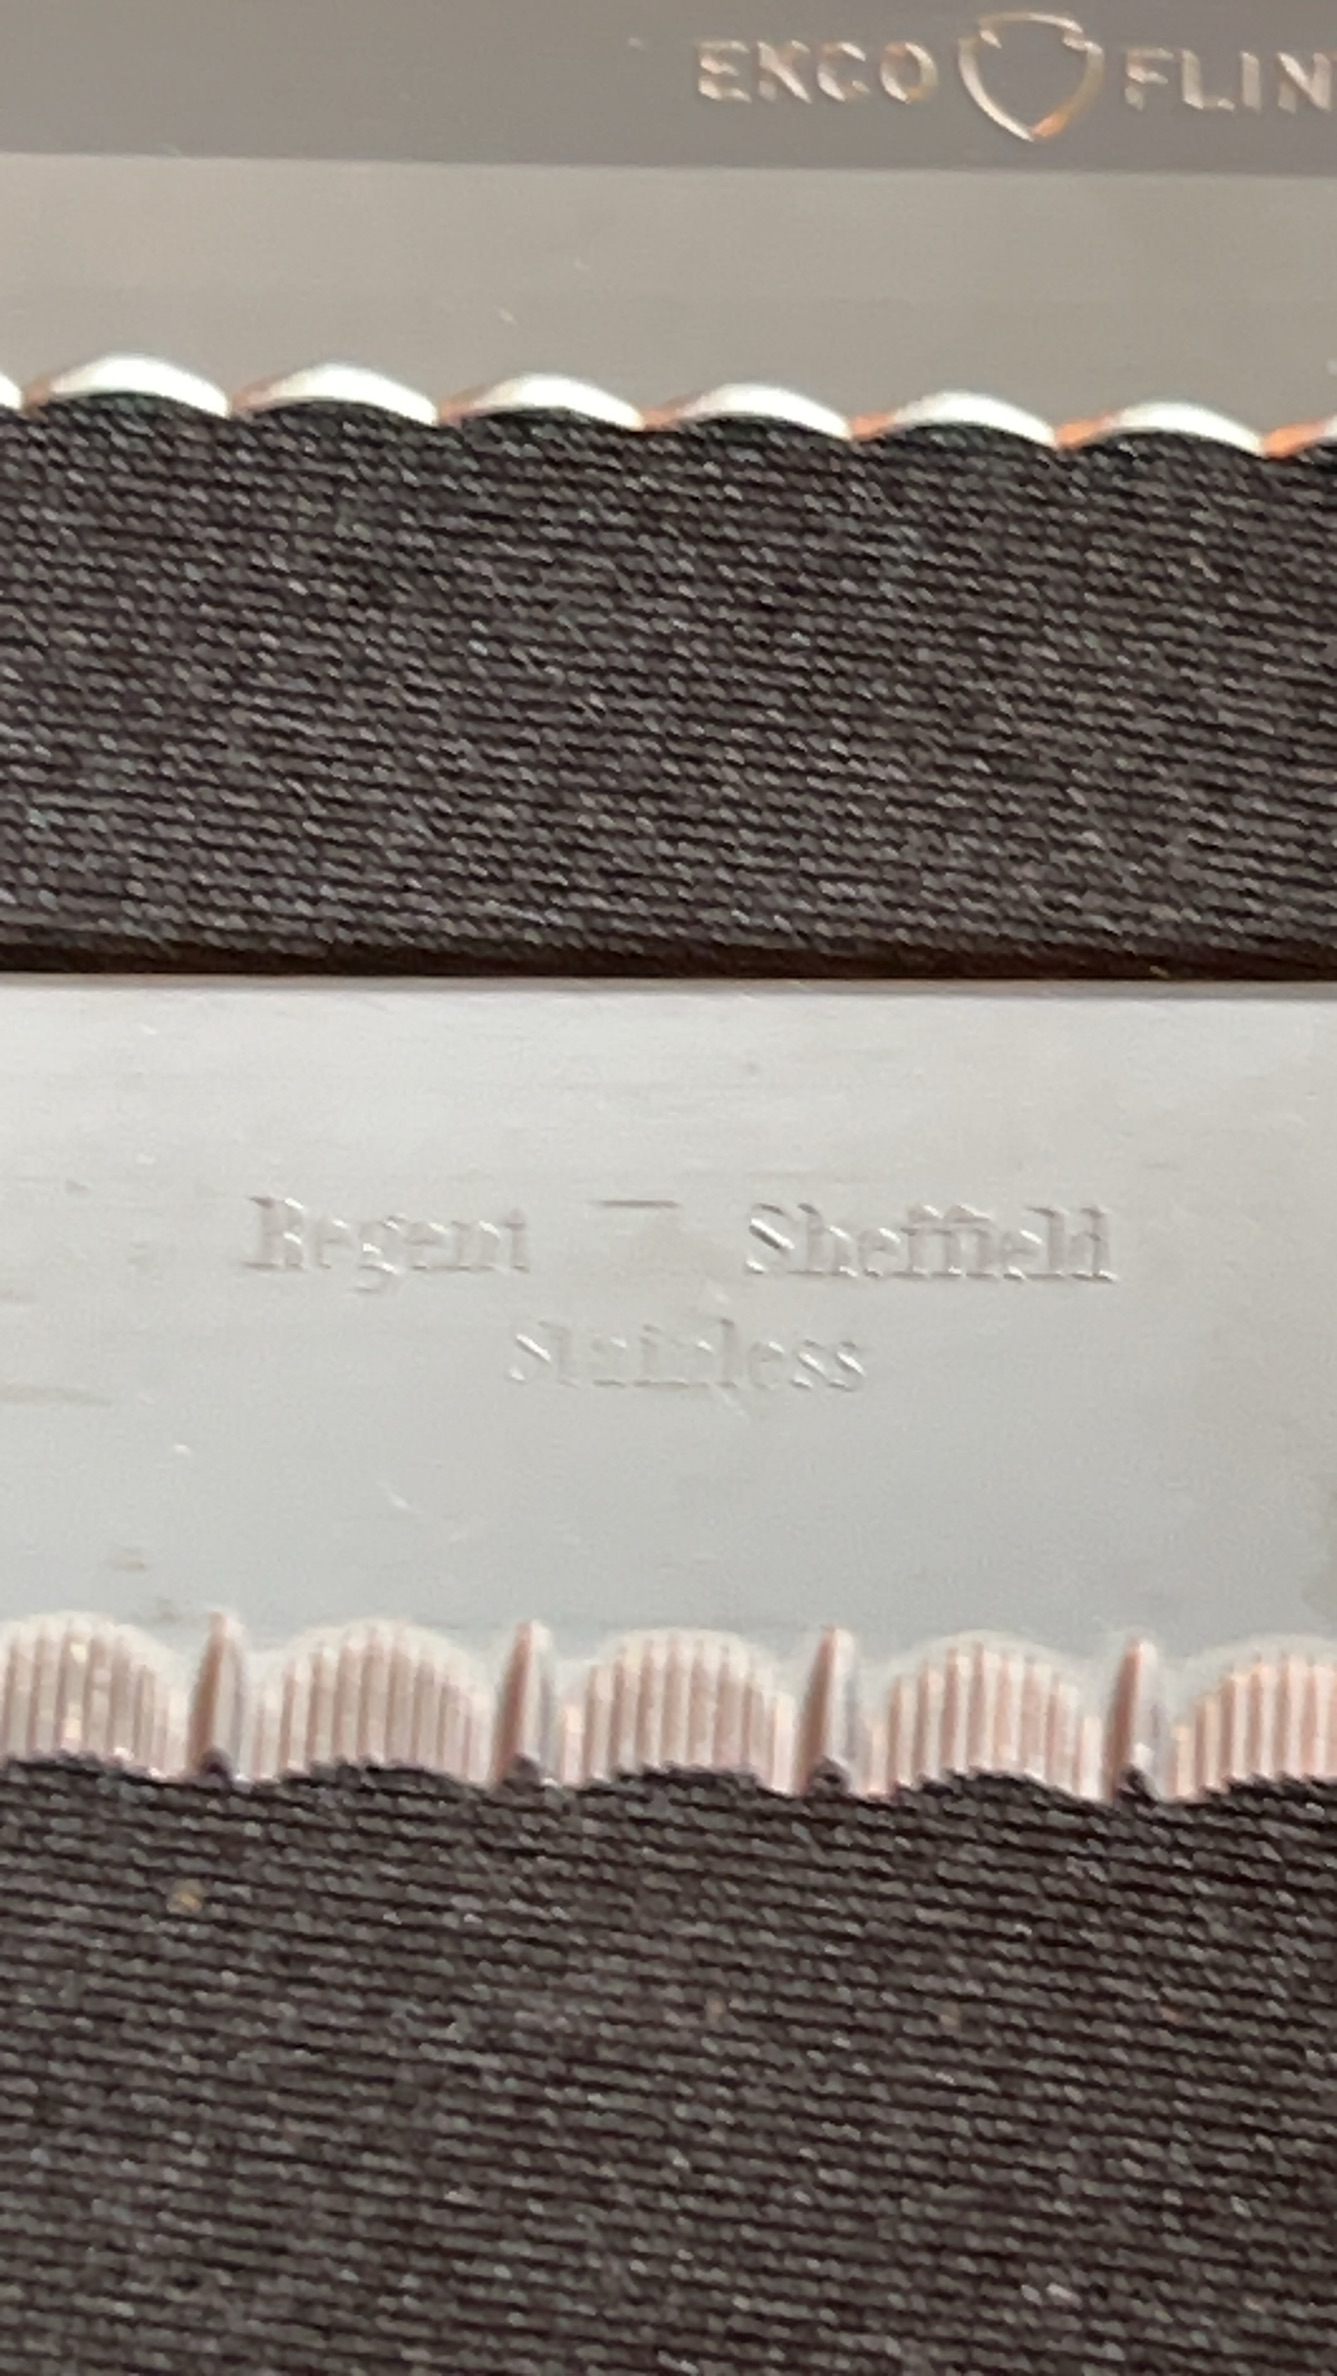 EKCO FLIN
Regent — Sheffield
Stainless